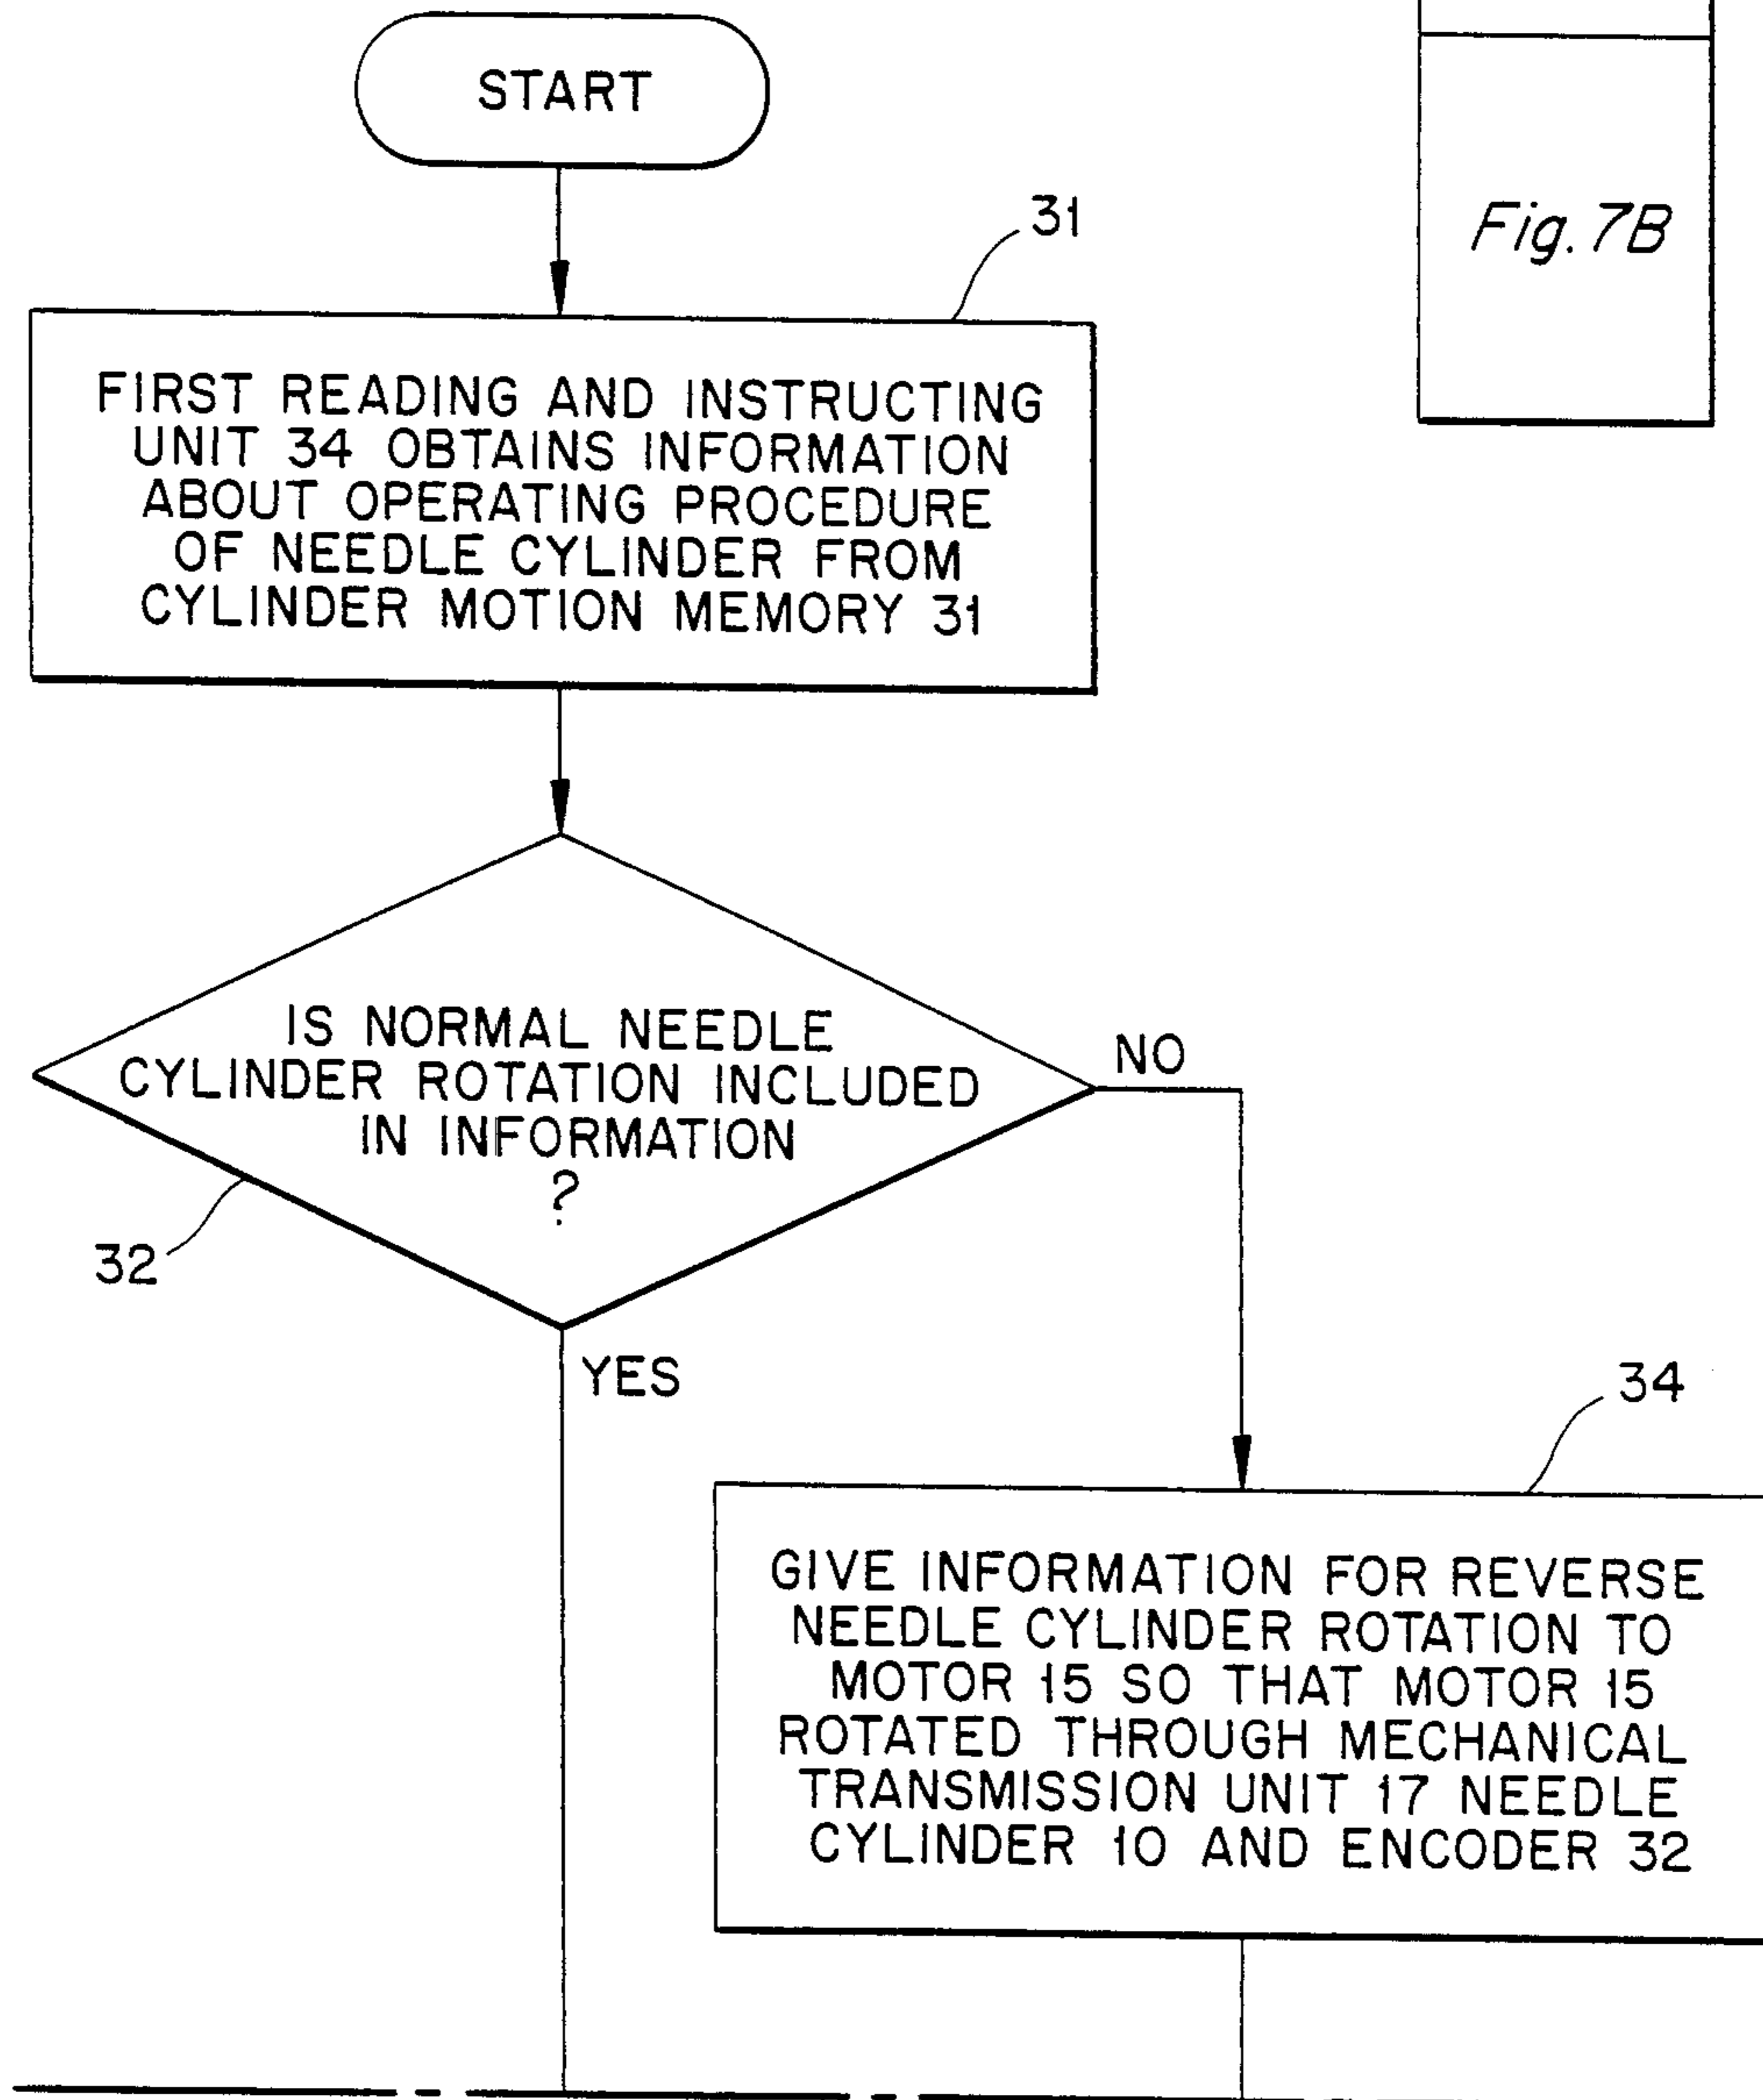 START
Fig. 7B
31
FIRST READING AND INSTRUCTING
UNIT 34 OBTAINS INFORMATION
ABOUT OPERATING PROCEDURE
OF NEEDLE CYLINDER FROM
CYLINDER MOTION MEMORY 31
IS NORMAL NEEDLE
CYLINDER ROTATION INCLUDED
IN INFORMATION
?
NO
32
YES
34
GIVE INFORMATION FOR REVERSE
NEEDLE CYLINDER ROTATION TO
MOTOR 15 SO THAT MOTOR 15
ROTATED THROUGH MECHANICAL
TRANSMISSION UNIT 17 NEEDLE
CYLINDER 10 AND ENCODER 32